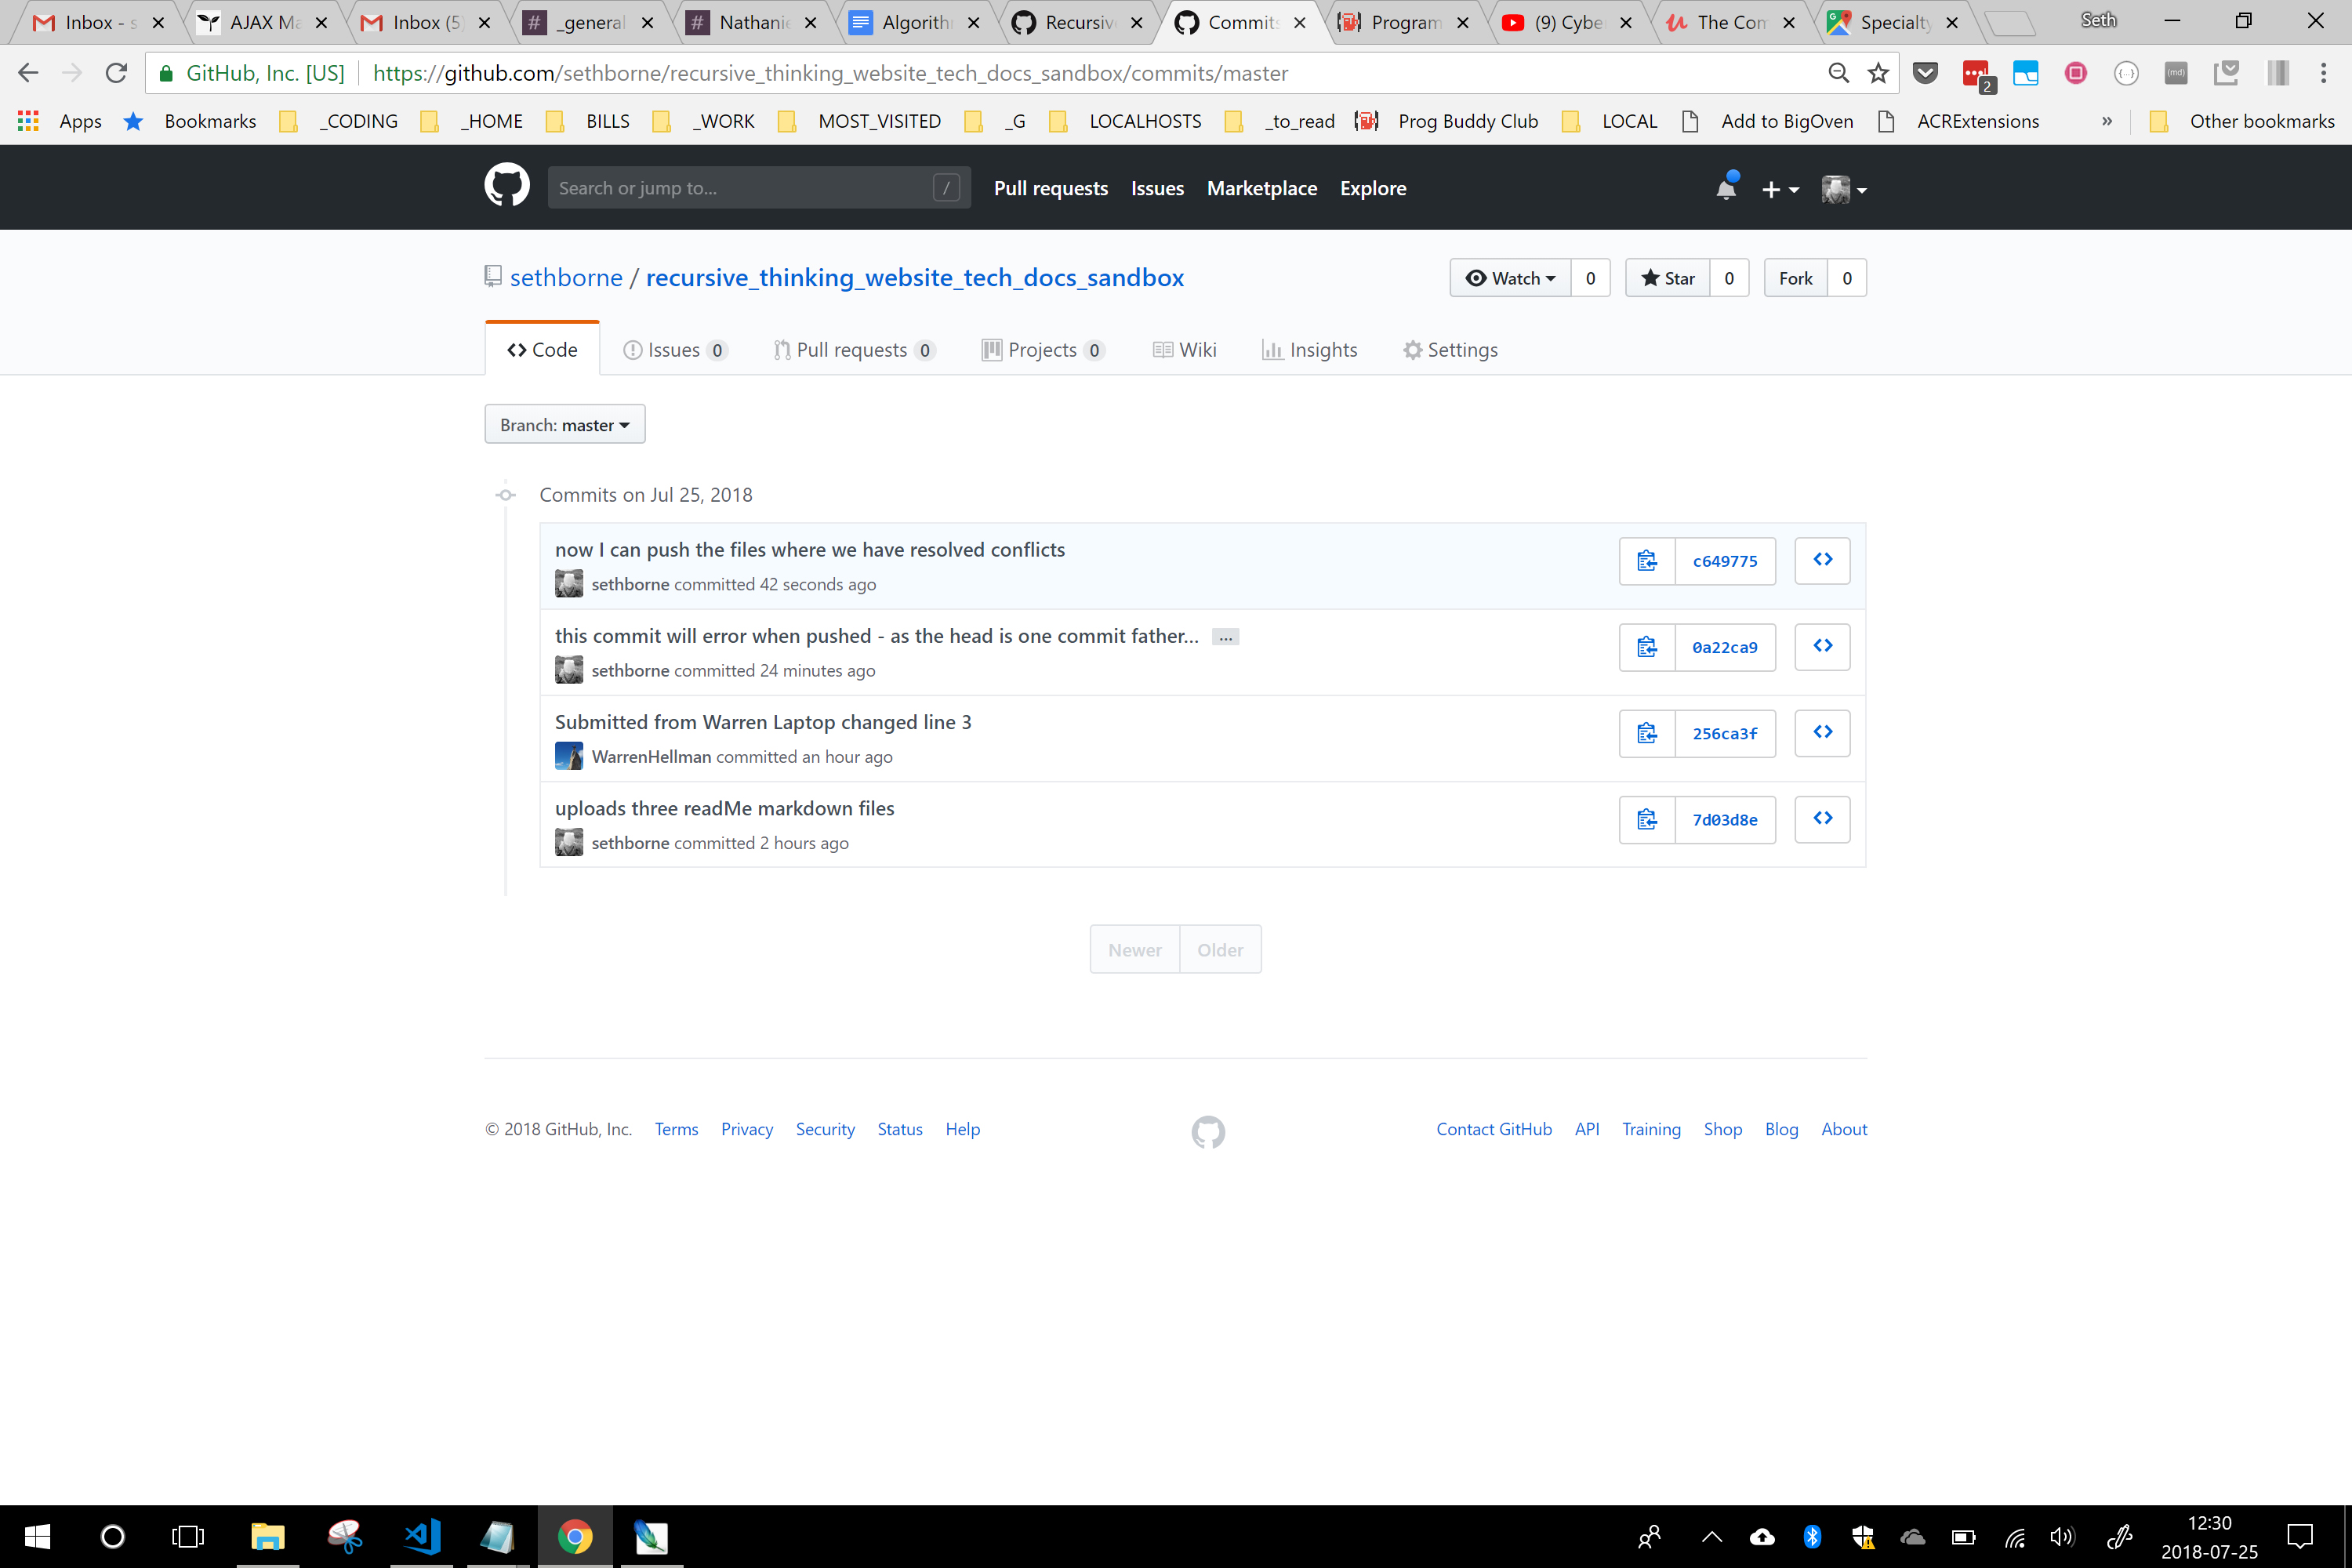 Inbox - s
AJAX Ma
Inbox (5)
_general
Nathanie
Algorith
Recursiv
Commits
Program
(9) Cybe
The Com
Specialty
Seth
GitHub, Inc. [US] https://github.com/sethborne/recursive_thinking_website_tech_docs_sandbox/commits/master
2
Apps Bookmarks _CODING _HOME BILLS _WORK MOST_VISITED _G LOCALHOSTS _to_read Prog Buddy Club LOCAL Add to BigOven ACRExtensions » Other bookmarks
Search or jump to... / Pull requests Issues Marketplace Explore
sethborne / recursive_thinking_website_tech_docs_sandbox Watch 0 Star 0 Fork 0
Code Issues 0 Pull requests 0 Projects 0 Wiki Insights Settings
Branch: master
Commits on Jul 25, 2018
now I can push the files where we have resolved conflicts
sethborne committed 42 seconds ago
c649775
this commit will error when pushed - as the head is one commit father... …
sethborne committed 24 minutes ago
0a22ca9
Submitted from Warren Laptop changed line 3
WarrenHellman committed an hour ago
256ca3f
uploads three readMe markdown files
sethborne committed 2 hours ago
7d03d8e
Newer Older
© 2018 GitHub, Inc. Terms Privacy Security Status Help Contact GitHub API Training Shop Blog About
12:30
2018-07-25